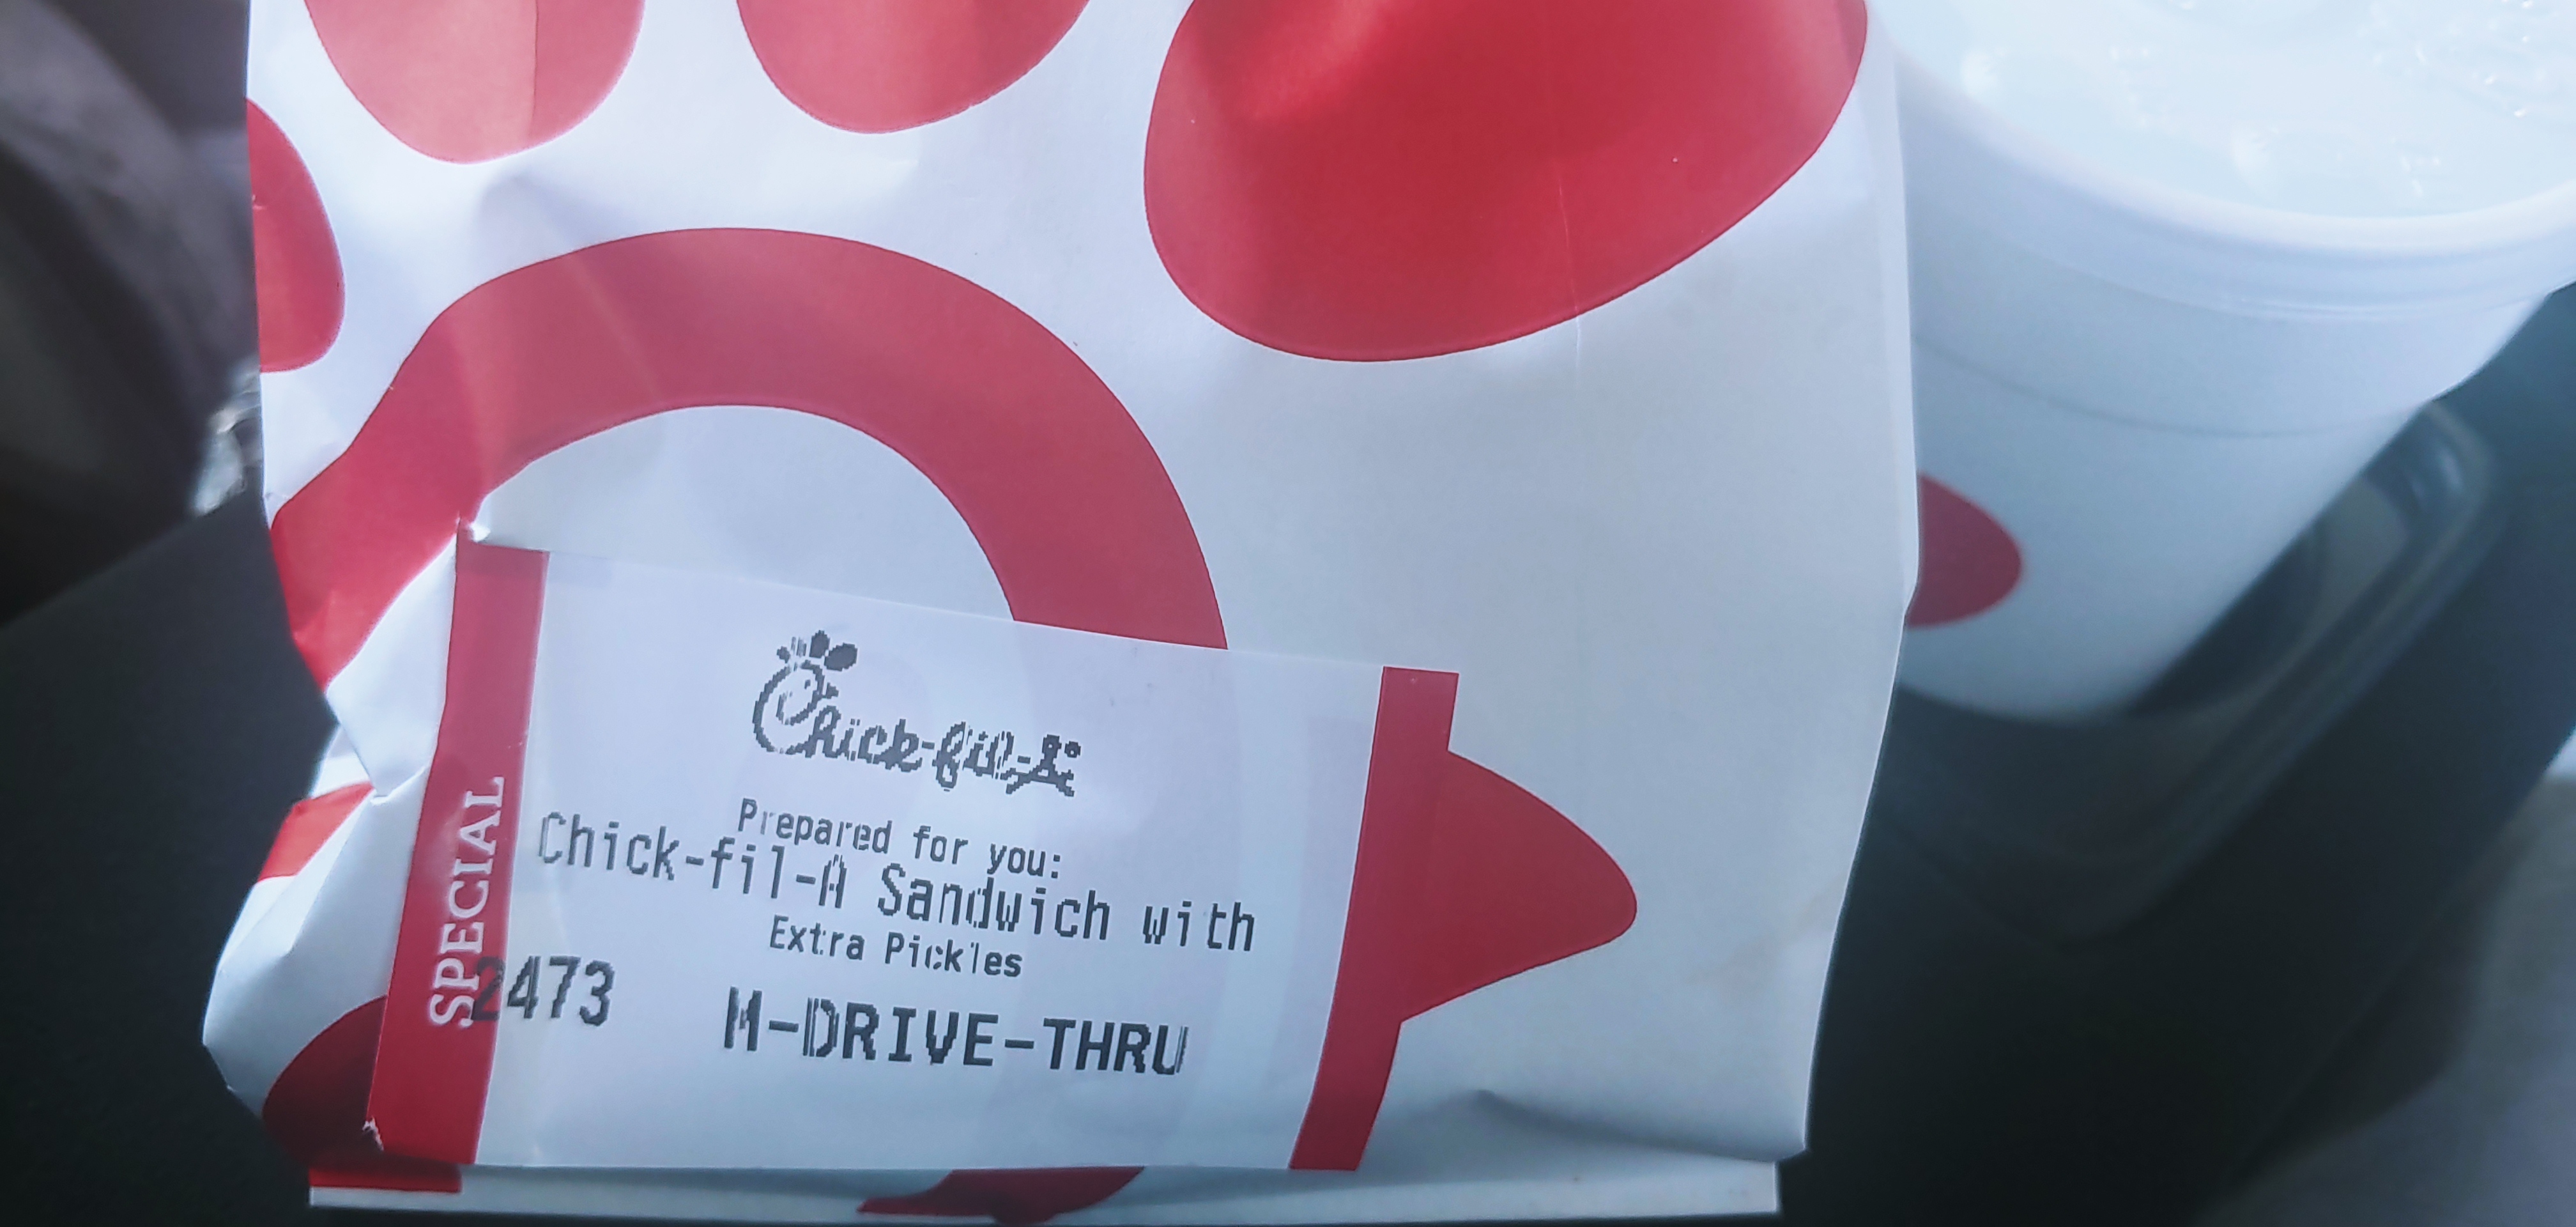 Chick-fil-A
Prepared for you:
Chick-fil-A Sandwich with
Extra Pickles
2473
M-DRIVE-THRU
SPECIAL